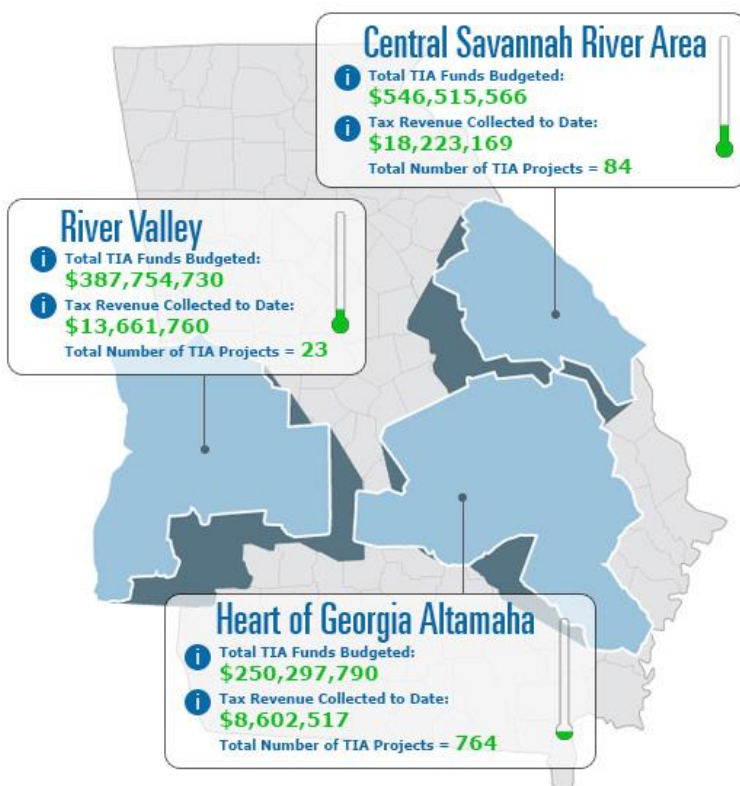 Central Savannah River Area
i Total TIA Funds Budgeted:
$546,515,566
i Tax Revenue Collected to Date:
$18,223,169
Total Number of TIA Projects = 84
River Valley
i Total TIA Funds Budgeted:
$387,754,730
i Tax Revenue Collected to Date:
$13,661,760
Total Number of TIA Projects = 23
Heart of Georgia Altamaha
i Total TIA Funds Budgeted:
$250,297,790
i Tax Revenue Collected to Date:
$8,602,517
Total Number of TIA Projects = 764